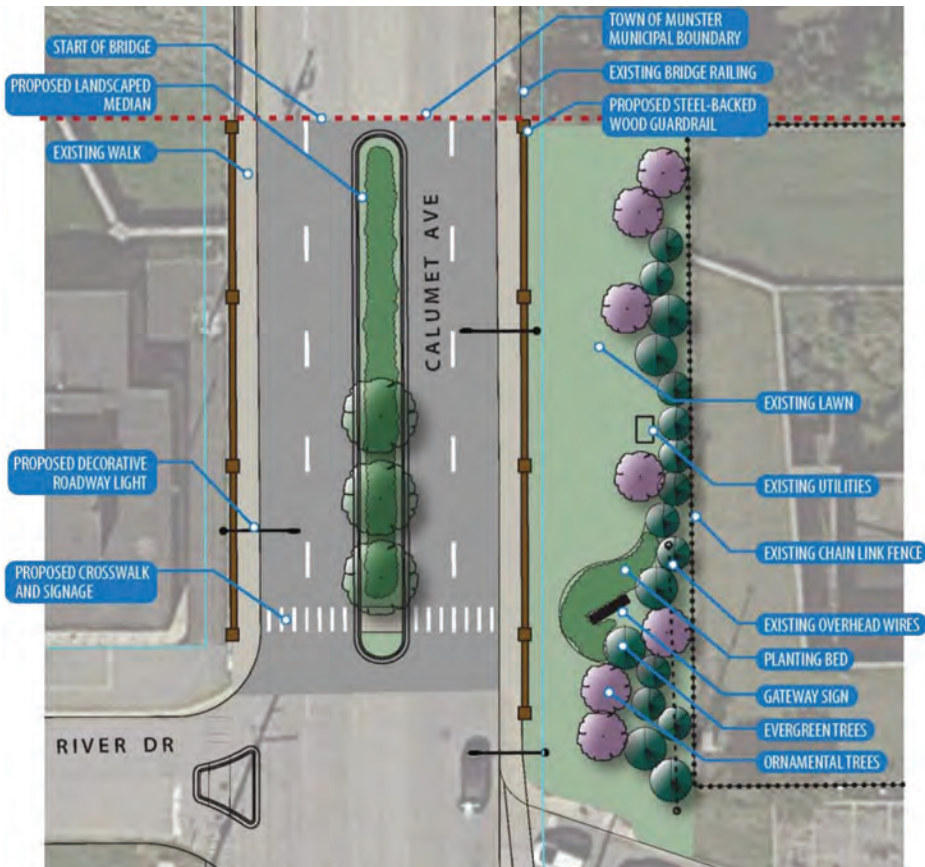 START OF BRIDGE
PROPOSED LANDSCAPED
MEDIAN
EXISTING WALK
PROPOSED DECORATIVE
ROADWAY LIGHT
PROPOSED CROSSWALK
AND SIGNAGE
RIVER DR
CALUMET AVE
TOWN OF MUNSTER
MUNICIPAL BOUNDARY
EXISTING BRIDGE RAILING
PROPOSED STEEL-BACKED
WOOD GUARDRAIL
EXISTING LAWN
EXISTING UTILITIES
EXISTING CHAIN LINK FENCE
EXISTING OVERHEAD WIRES
PLANTING BED
GATEWAY SIGN
EVERGREEN TREES
ORNAMENTAL TREES